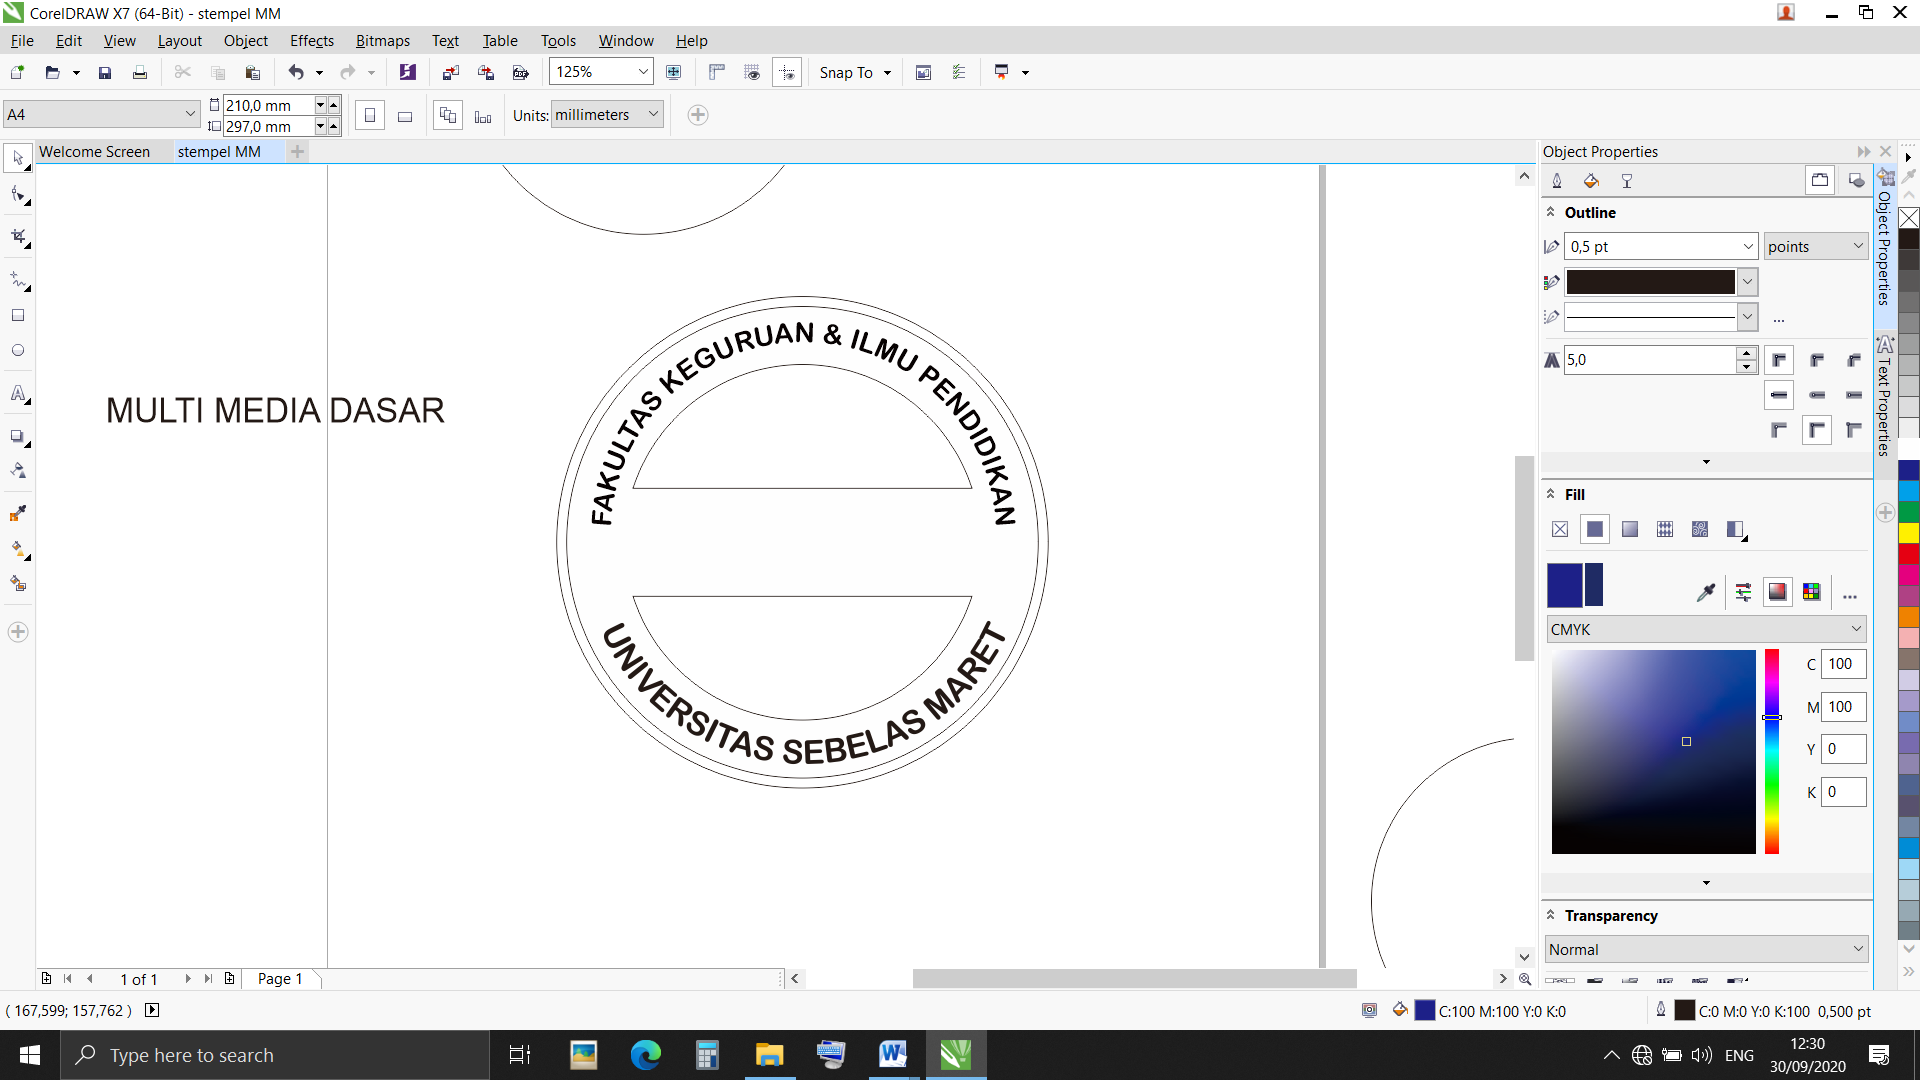 CorelDRAW X7 (64-Bit) - stempel MM
File Edit View Layout Object Effects Bitmaps Text Table Tools Window Help
125% Snap To
A4 210,0 mm
297,0 mm
Units: millimeters
Welcome Screen stempel MM
Object Properties
Outline
0,5 pt points
5,0
Object Properties
Text Properties
MULTI MEDIA DASAR
FAKULTAS KEGURUAN & ILMU PENDIDIKAN
UNIVERSITAS SEBELAS MARET
Fill
CMYK
C 100
M 100
Y 0
K 0
Transparency
Normal
1 of 1 Page 1
( 167,599; 157,762 ) C:100 M:100 Y:0 K:0 C:0 M:0 Y:0 K:100 0,500 pt
Type here to search ENG 12:30
30/09/2020